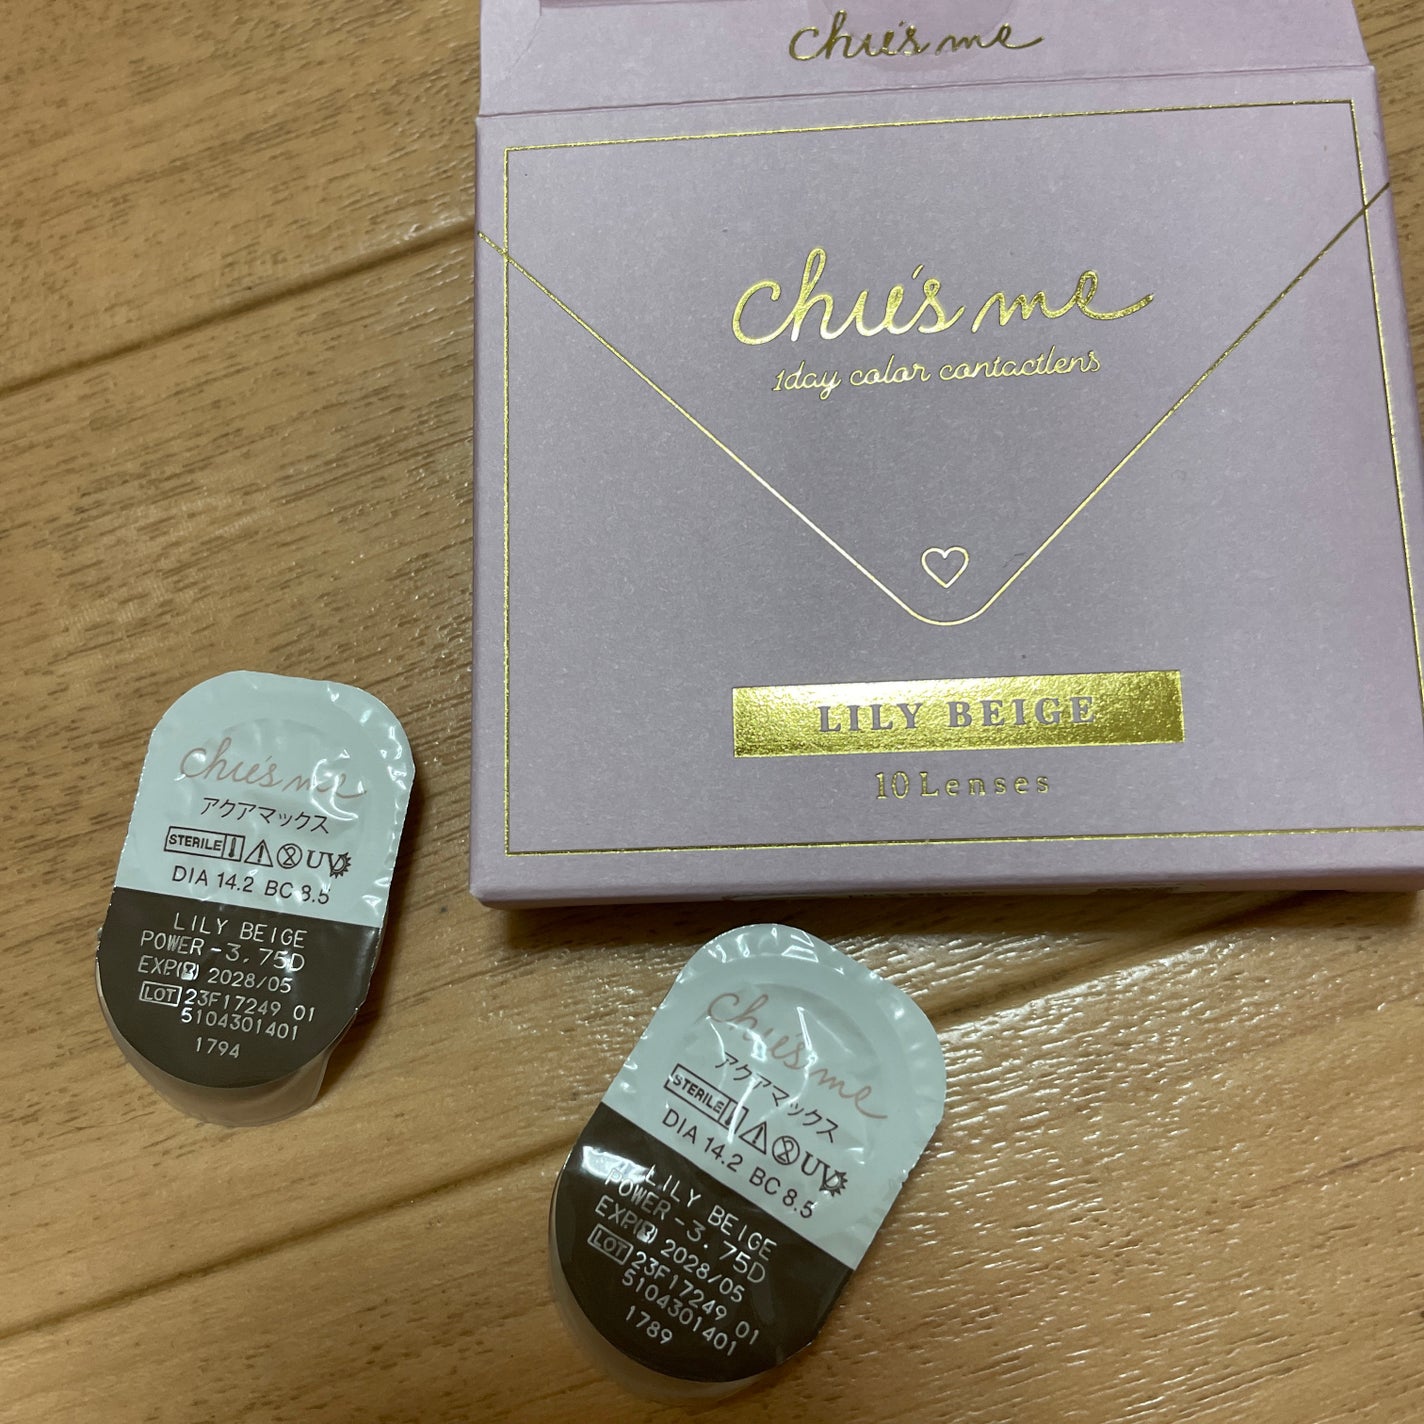 chu's me
chu's me
1day color contactlens
LILY BEIGE
10 Lenses
chu's me
アクアマックス
STERILE UV
DIA 14.2 BC 8.5
LILY BEIGE
POWER -3.75D
EXP 2028/05
LOT 23F17249 01
5104301401
1794
chu's me
アクアマックス
STERILE UV
DIA 14.2 BC 8.5
LILY BEIGE
POWER -3.75D
EXP 2028/05
LOT 23F17249 01
5104301401
1789